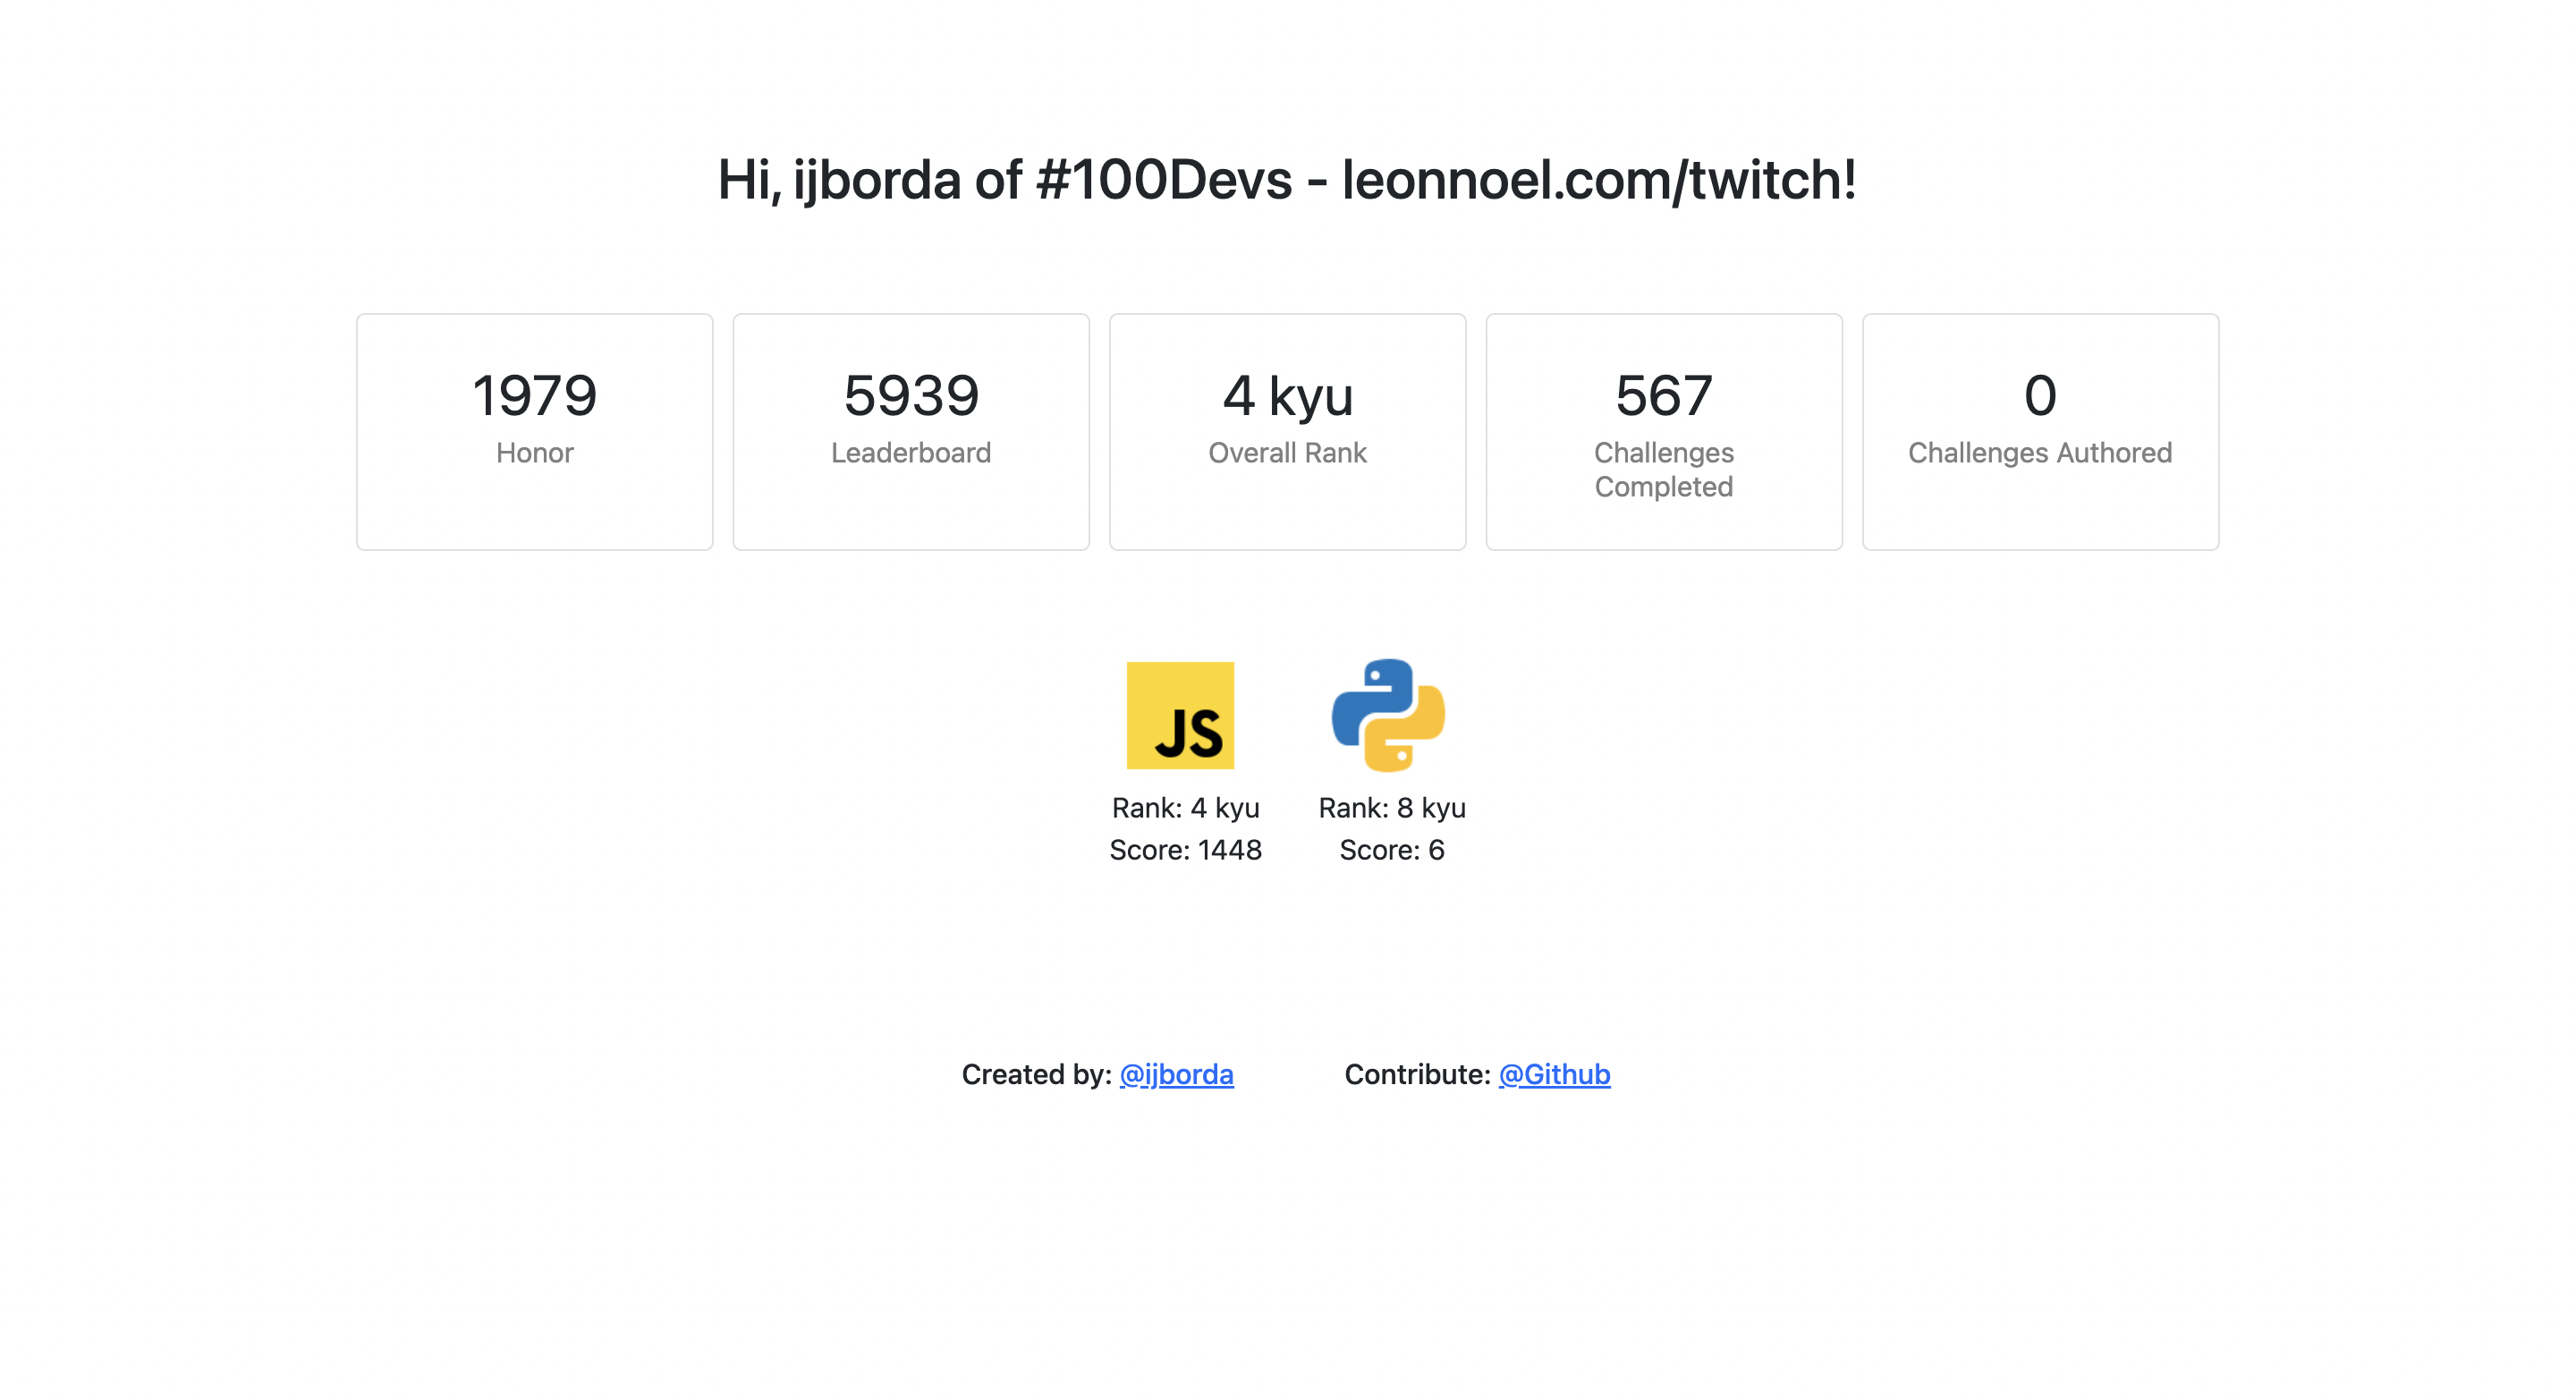 Hi, ijborda of #100Devs - leonnoel.com/twitch!
1979
Honor
5939
Leaderboard
4 kyu
Overall Rank
567
Challenges
Completed
0
Challenges Authored
JS
Rank: 4 kyu
Score: 1448
Rank: 8 kyu
Score: 6
Created by: @ijborda
Contribute: @Github